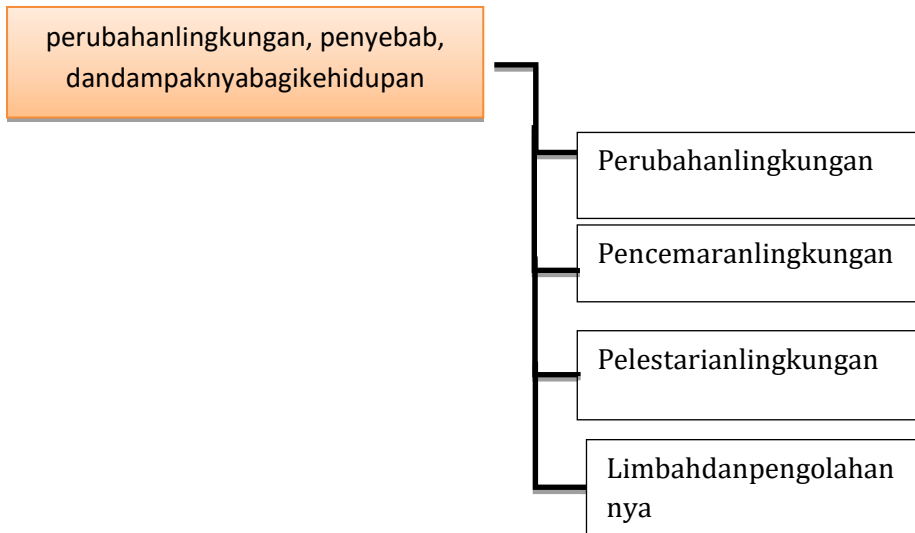 perubahanlingkungan, penyebab,
dandampaknyabagikehidupan
Perubahanlingkungan
Pencemaranlingkungan
Pelestarianlingkungan
Limbahdanpengolahan
nya